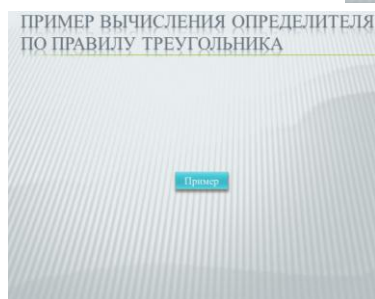 ПРИМЕР ВЫЧИСЛЕНИЯ ОПРЕДЕЛИТЕЛЯ
ПО ПРАВИЛУ ТРЕУГОЛЬНИКА
Пример